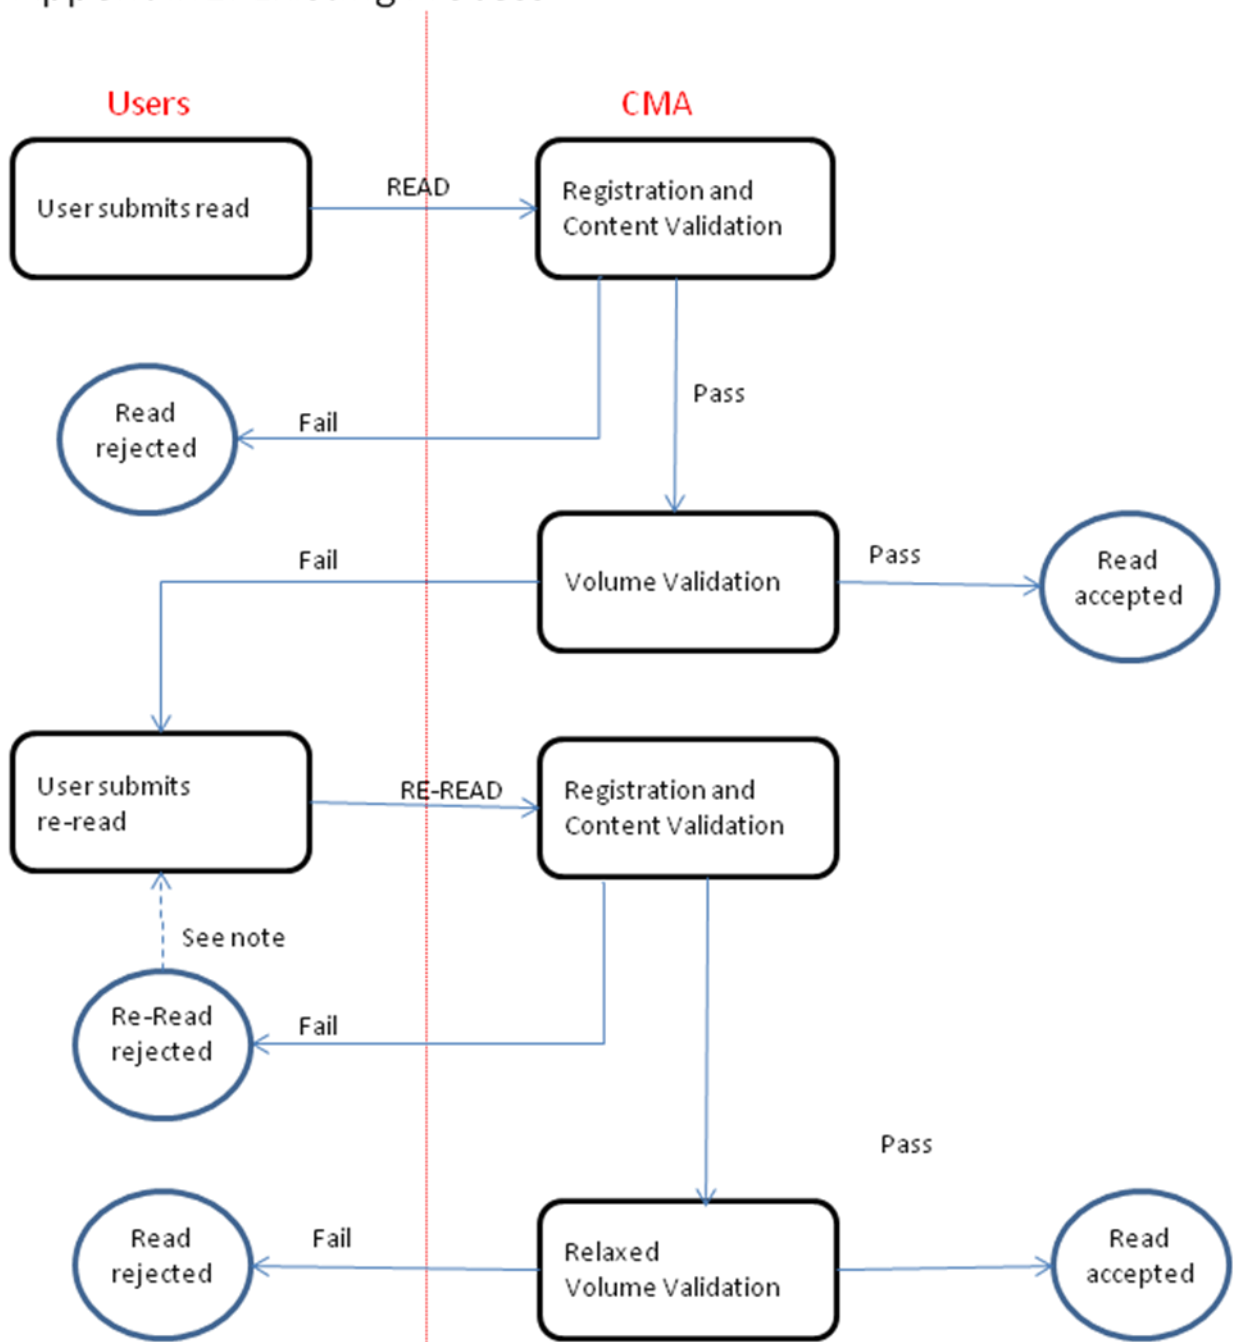 Users
CMA
User submits read
READ
Registration and
Content Validation
Read
rejected
Fail
Pass
Fail
Volume Validation
Pass
Read
accepted
User submits
re-read
RE-READ
Registration and
Content Validation
See note
Re-Read
rejected
Fail
Pass
Read
rejected
Fail
Relaxed
Volume Validation
Read
accepted